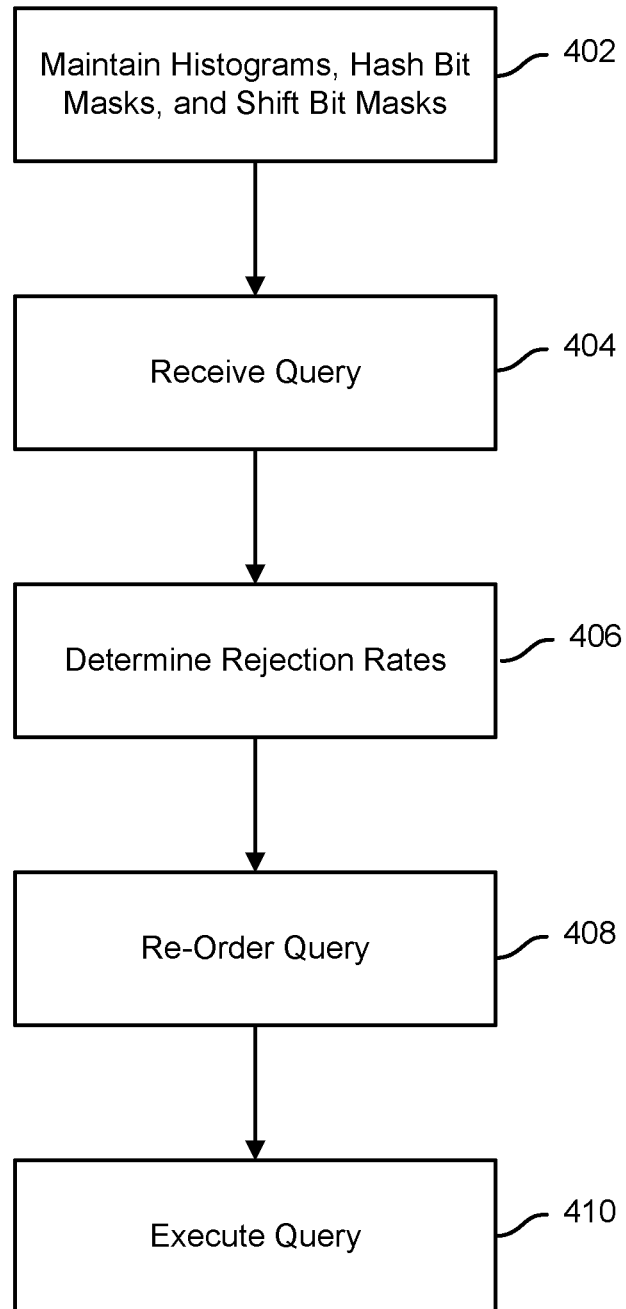 Maintain Histograms, Hash Bit
Masks, and Shift Bit Masks
402
Receive Query
404
Determine Rejection Rates
406
Re-Order Query
408
Execute Query
410